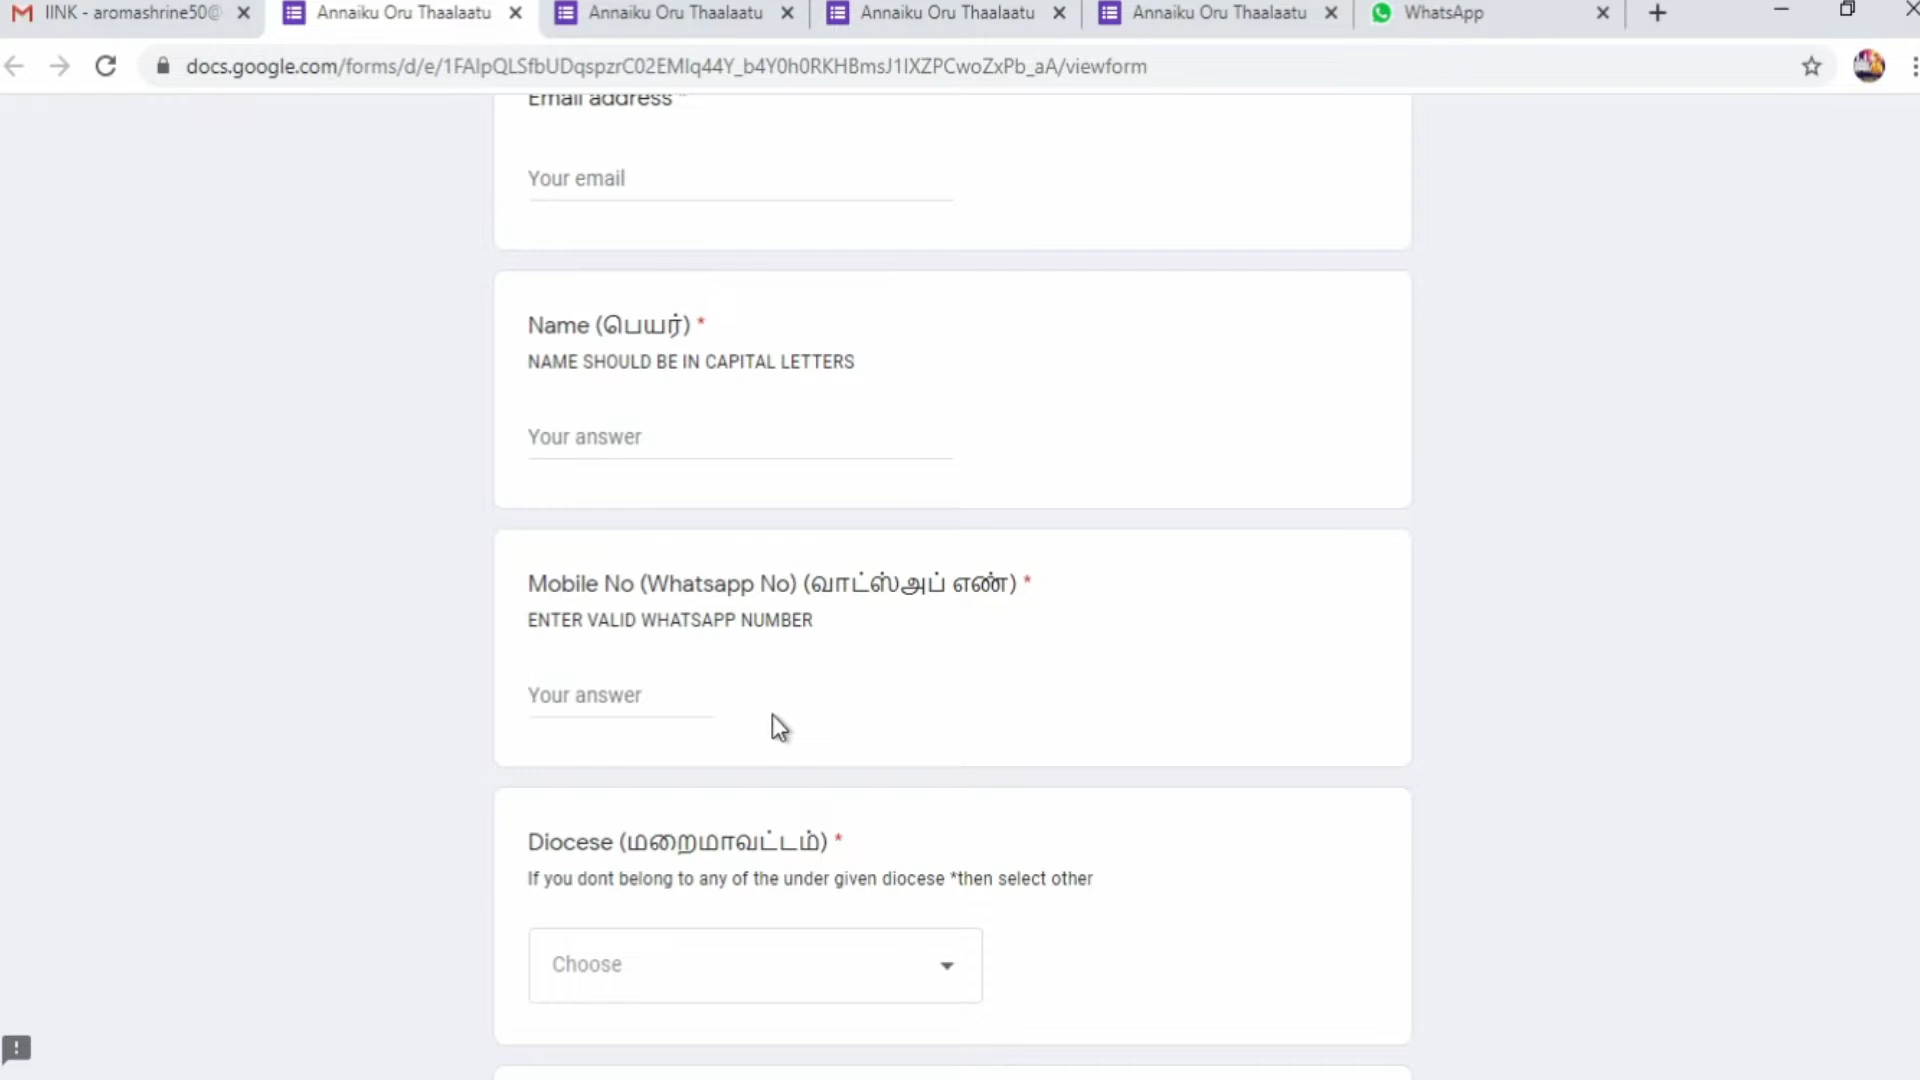 IINK - aromashrine50@
Annaiku Oru Thaalaatu
Annaiku Oru Thaalaatu
Annaiku Oru Thaalaatu
Annaiku Oru Thaalaatu
WhatsApp
docs.google.com/forms/d/e/1FAIpQLSfbUDqspzrC02EMIq44Y_b4Y0h0RKHBmsJ1IXZPCwoZxPb_aA/viewform
Email address *
Your email
Name (பெயர்) *
NAME SHOULD BE IN CAPITAL LETTERS
Your answer
Mobile No (Whatsapp No) (வாட்ஸ்அப் எண்) *
ENTER VALID WHATSAPP NUMBER
Your answer
Diocese (மறைமாவட்டம்) *
If you dont belong to any of the under given diocese *then select other
Choose